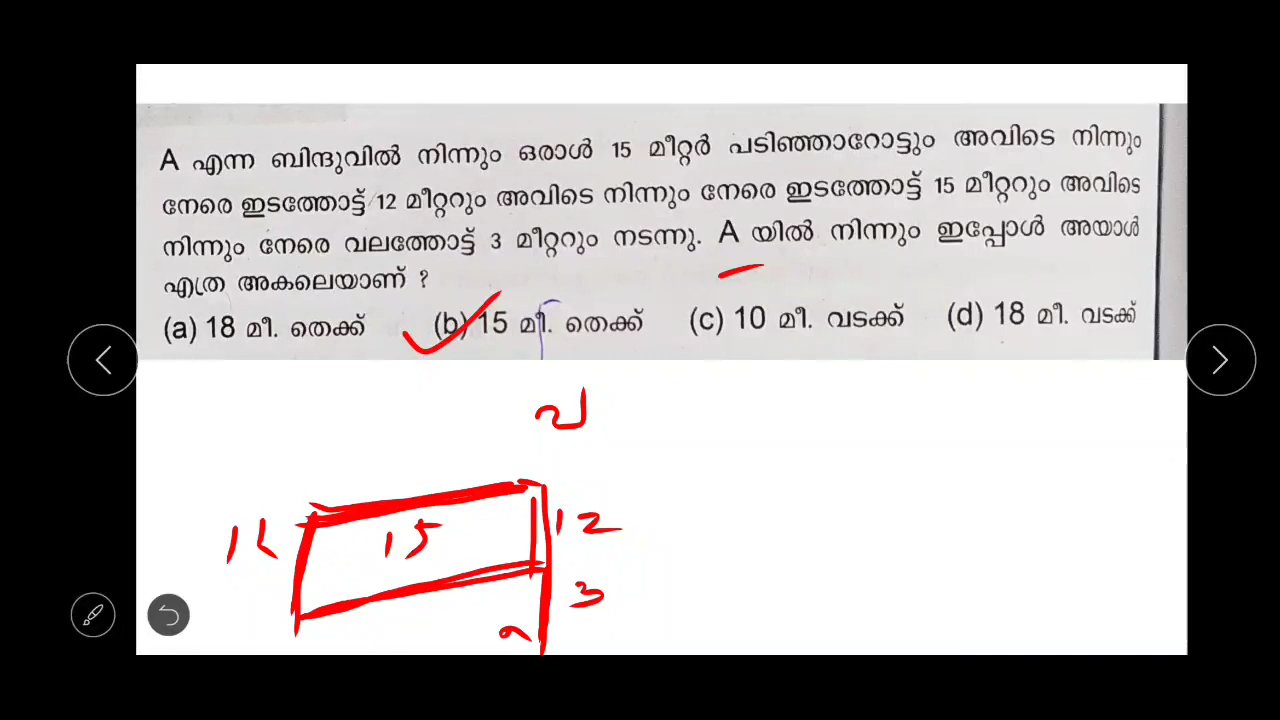 A എന്ന ബിന്ദുവിൽ നിന്നും ഒരാൾ 15 മീറ്റർ പടിഞ്ഞാറോട്ടും അവിടെ നിന്നും
നേരെ ഇടത്തോട്ട് 12 മീറ്ററും അവിടെ നിന്നും നേരെ ഇടത്തോട്ട് 15 മീറ്ററും അവിടെ
നിന്നും നേരെ വലത്തോട്ട് 3 മീറ്ററും നടന്നു. A യിൽ നിന്നും ഇപ്പോൾ അയാൾ
എത്ര അകലെയാണ് ?
(a) 18 മീ. തെക്ക് (b) 15 മീ. തെക്ക് (c) 10 മീ. വടക്ക് (d) 18 മീ. വടക്ക്
വ
15 12
3